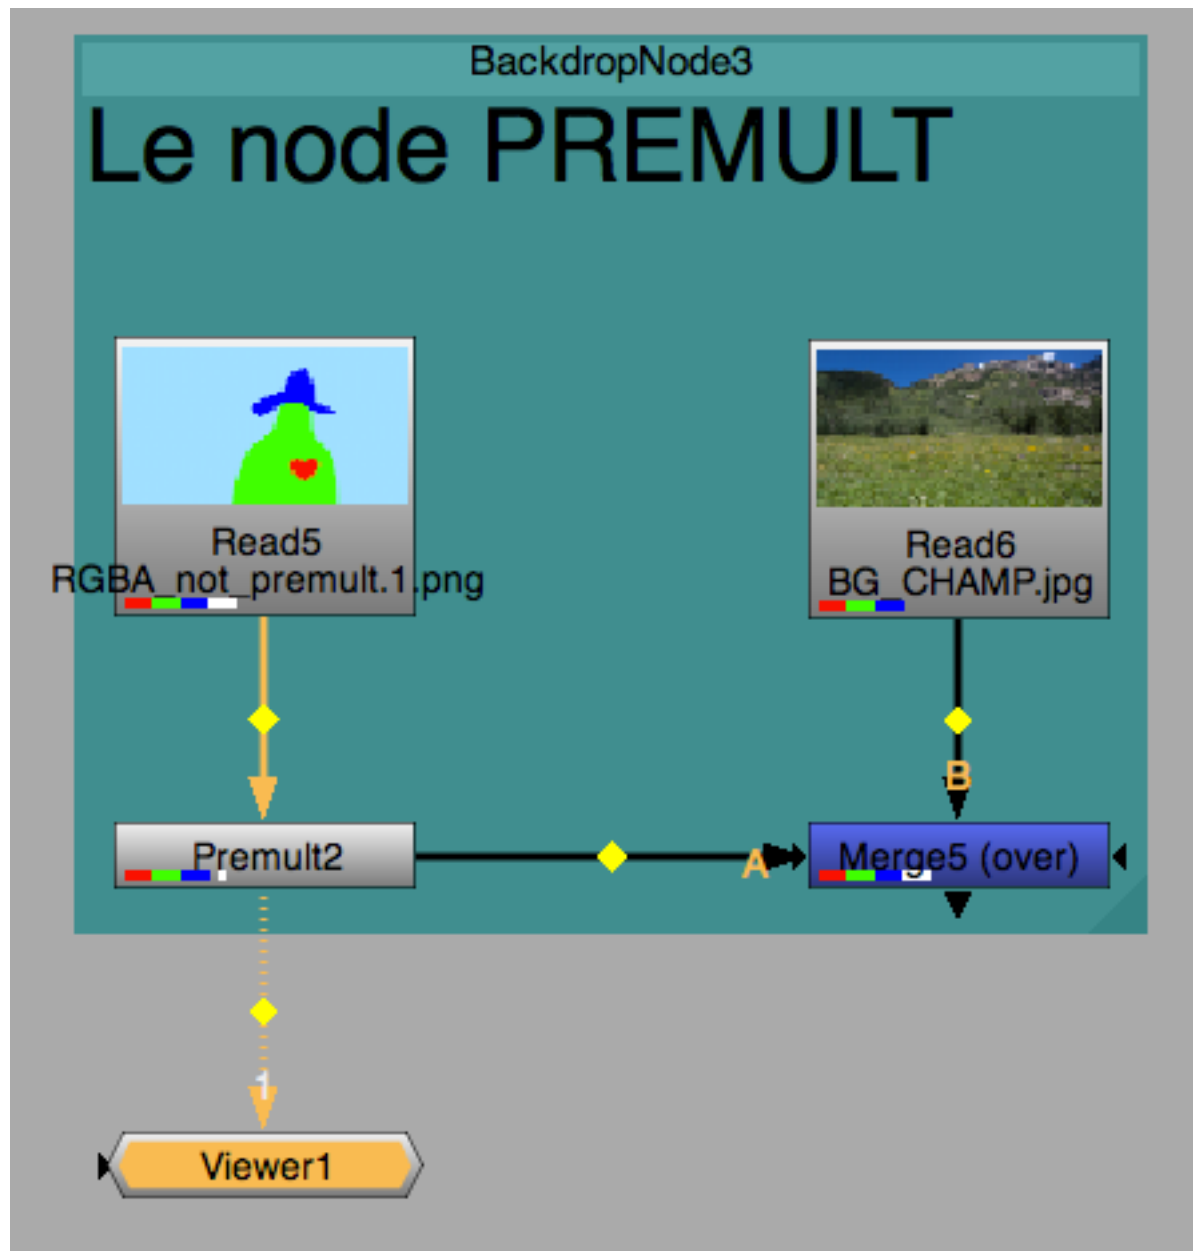 BackdropNode3
Le node PREMULT
Read5
RGBA_not_premult.1.png
Read6
BG_CHAMP.jpg
B
Premult2
A
Merge5 (over)
1
Viewer1